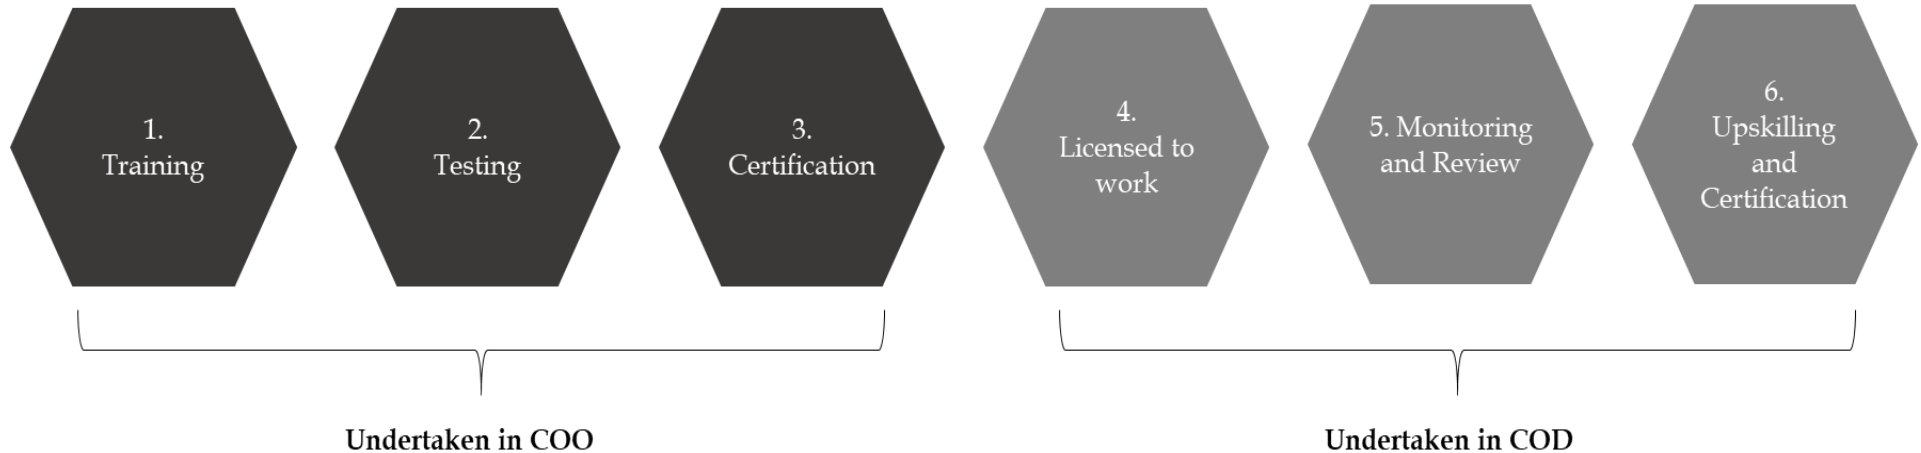 1.
Training
2.
Testing
3.
Certification
4.
Licensed to
work
5. Monitoring
and Review
6.
Upskilling
and
Certification
Undertaken in COO
Undertaken in COD